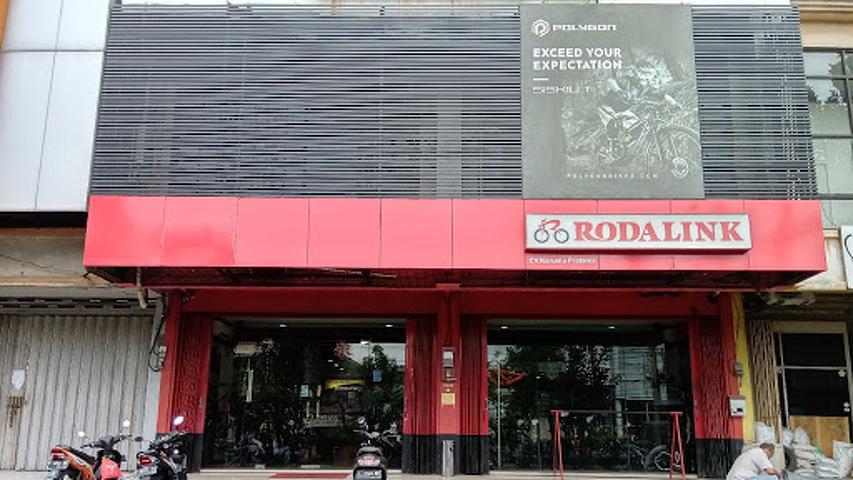 POLYGON
EXCEED YOUR
EXPECTATION
SISKIU T
POLYGONBIKES.COM
RODALINK